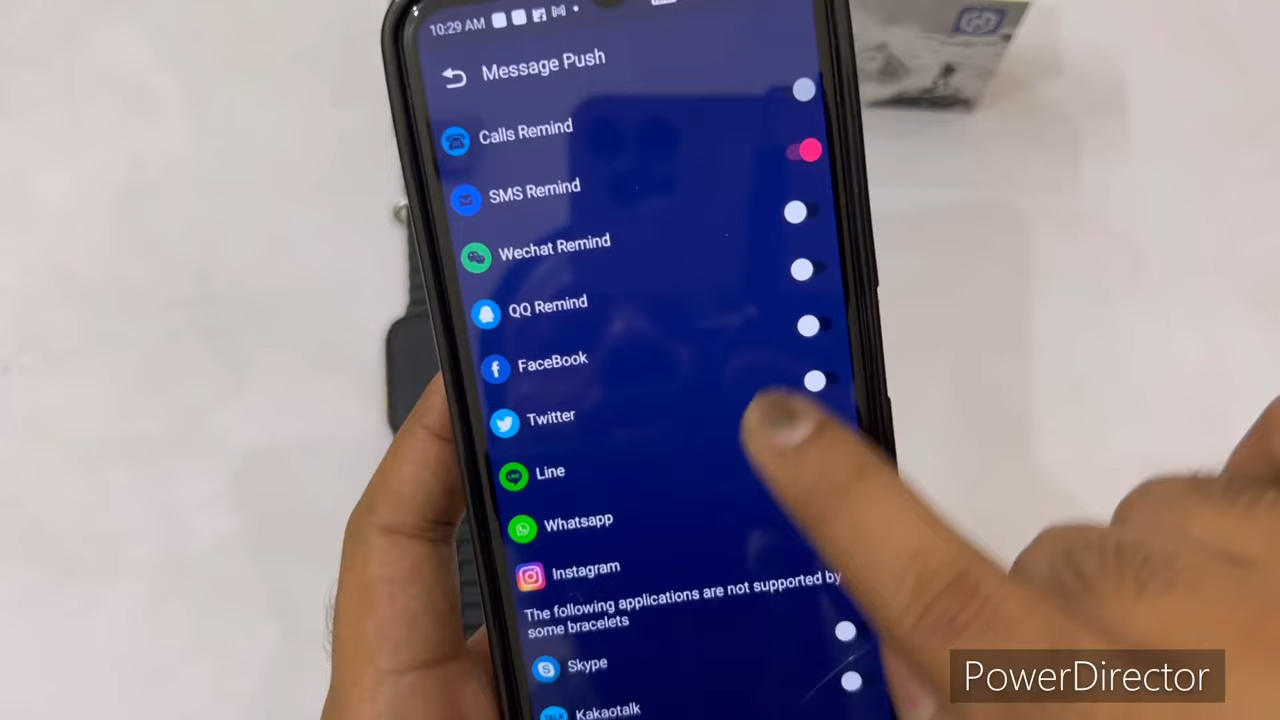 10:29 AM
Message Push
Calls Remind
SMS Remind
Wechat Remind
QQ Remind
FaceBook
Twitter
Line
Whatsapp
Instagram
The following applications are not supported by
some bracelets
Skype
TALK Kakaotalk
PowerDirector